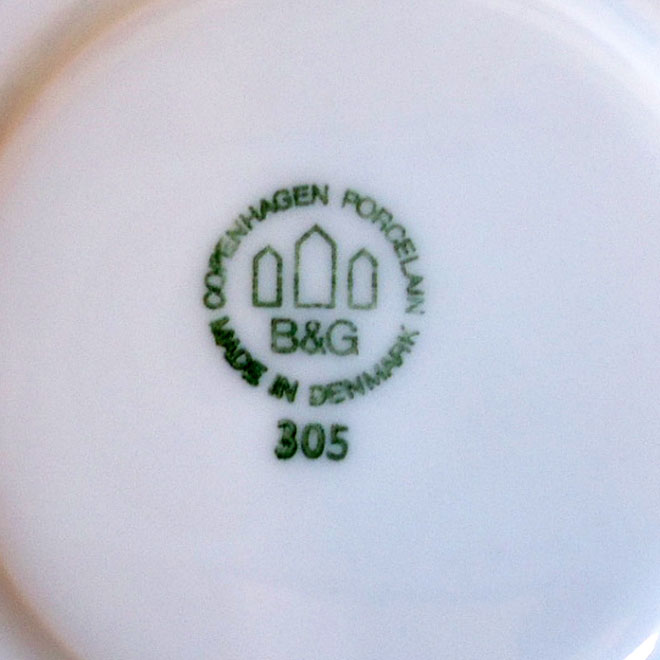 COPENHAGEN PORCELAIN
B&G
MADE IN DENMARK
305